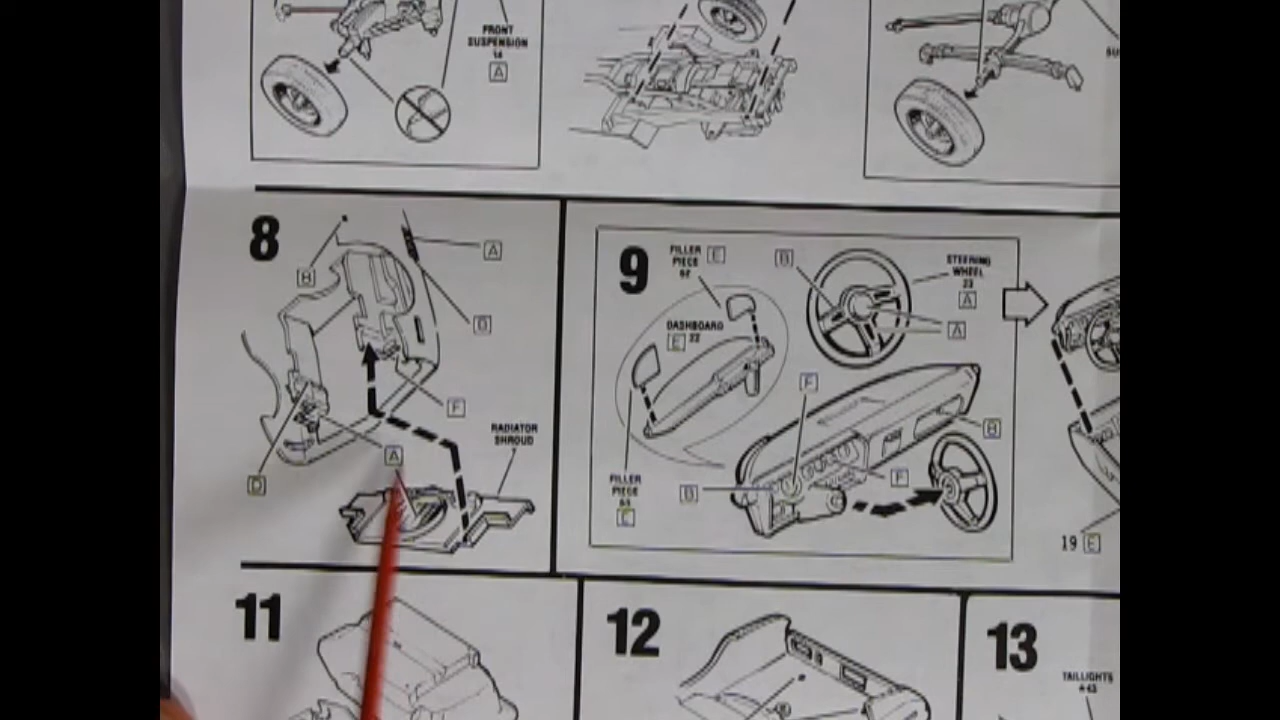 FRONT
SUSPENSION
14
A
8
B
A
B
F
RADIATOR
SHROUD
A
D
9
FILLER
PIECE
E
DASHBOARD
E 22
B
STEERING
WHEEL
23
A
A
F
B
F
B
FILLER
PIECE
E
19 E
11
12
13
TAILLIGHTS